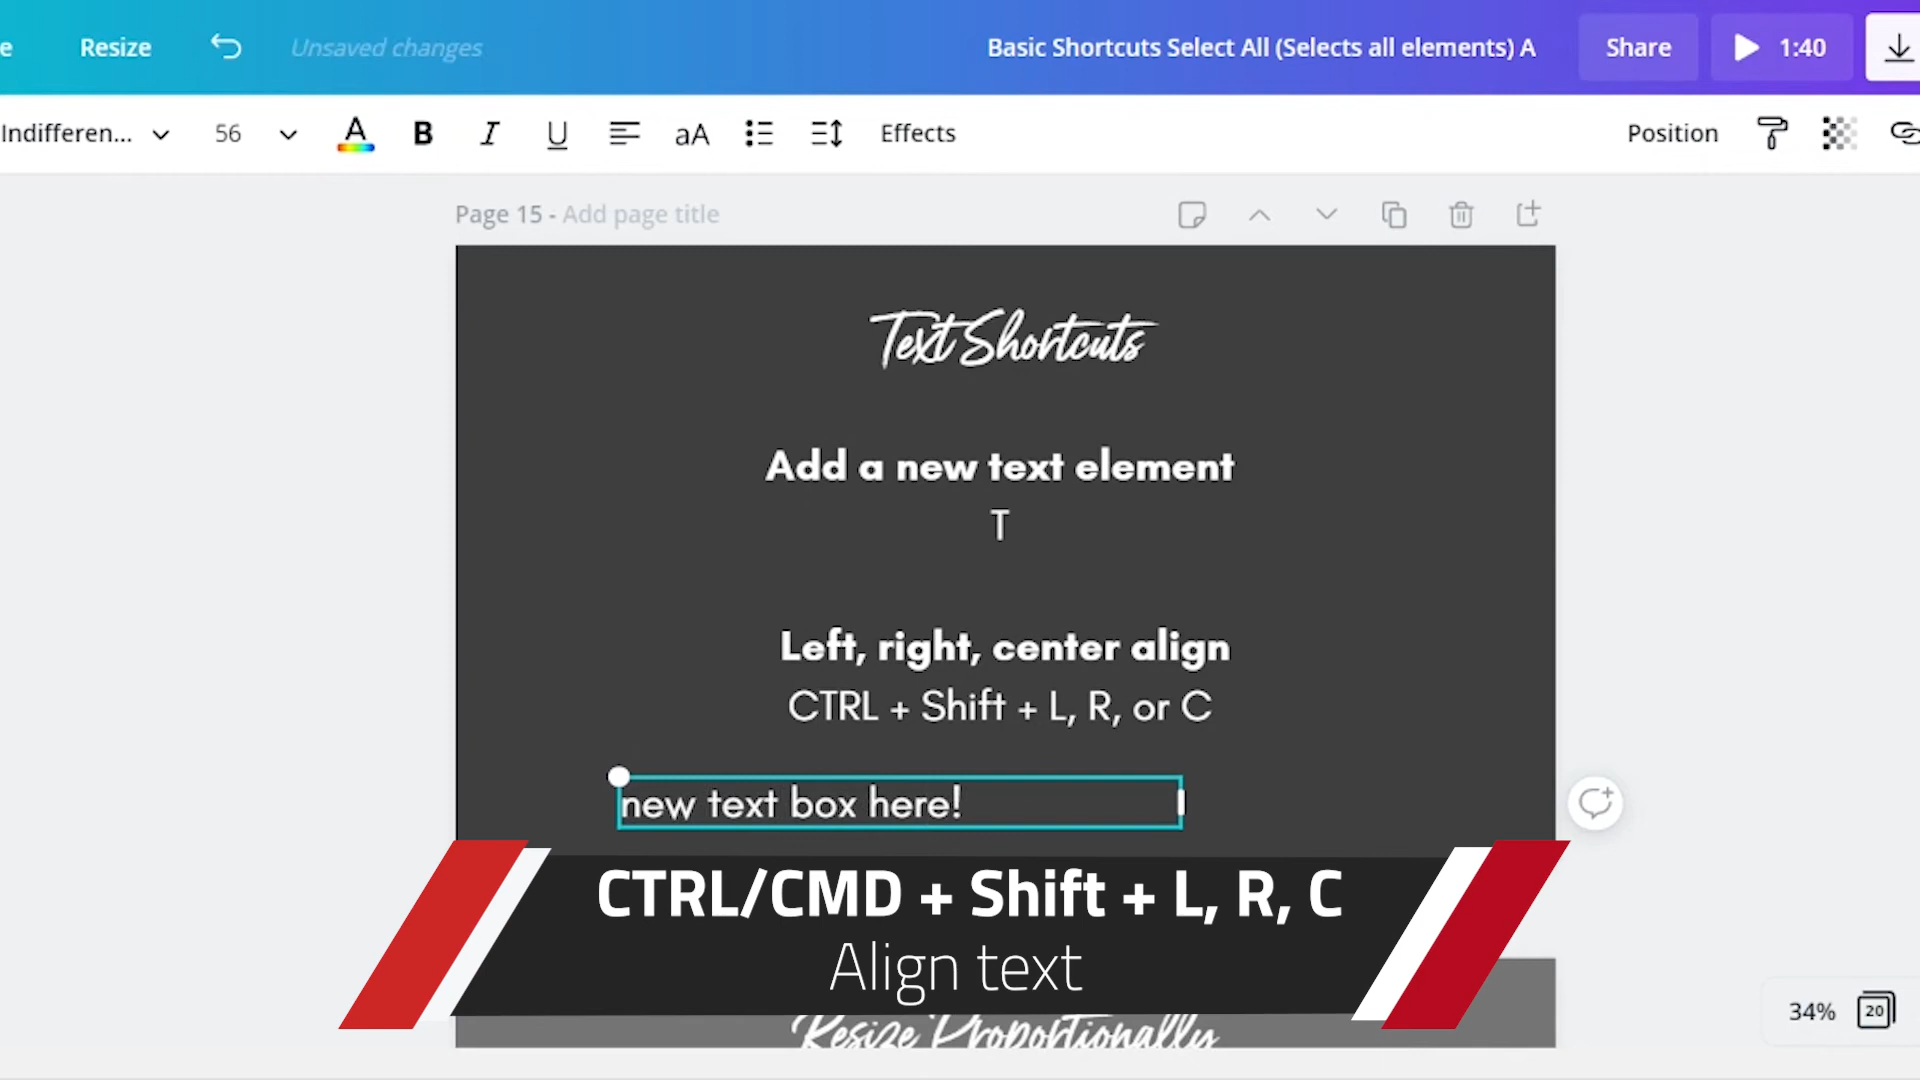 e Resize Unsaved changes Basic Shortcuts Select All (Selects all elements) A Share 1:40
Indifferen... 56 A B I U aA Effects Position
Page 15 - Add page title
Text Shortcuts
Add a new text element
T
Left, right, center align
CTRL + Shift + L, R, or C
new text box here!
CTRL/CMD + Shift + L, R, C
Align text
Resize Proportionally
34% 20